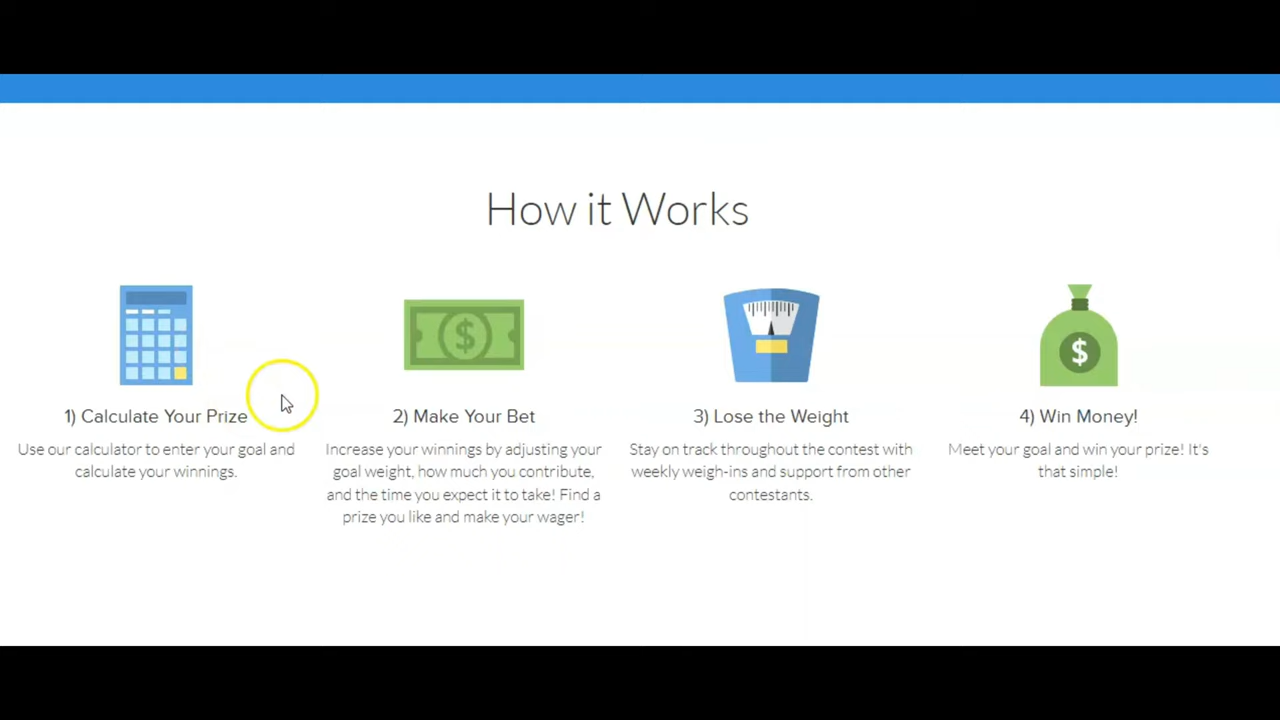 How it Works
1) Calculate Your Prize
Use our calculator to enter your goal and
calculate your winnings.
2) Make Your Bet
Increase your winnings by adjusting your
goal weight, how much you contribute,
and the time you expect it to take! Find a
prize you like and make your wager!
3) Lose the Weight
Stay on track throughout the contest with
weekly weigh-ins and support from other
contestants.
$
4) Win Money!
Meet your goal and win your prize! It's
that simple!
$